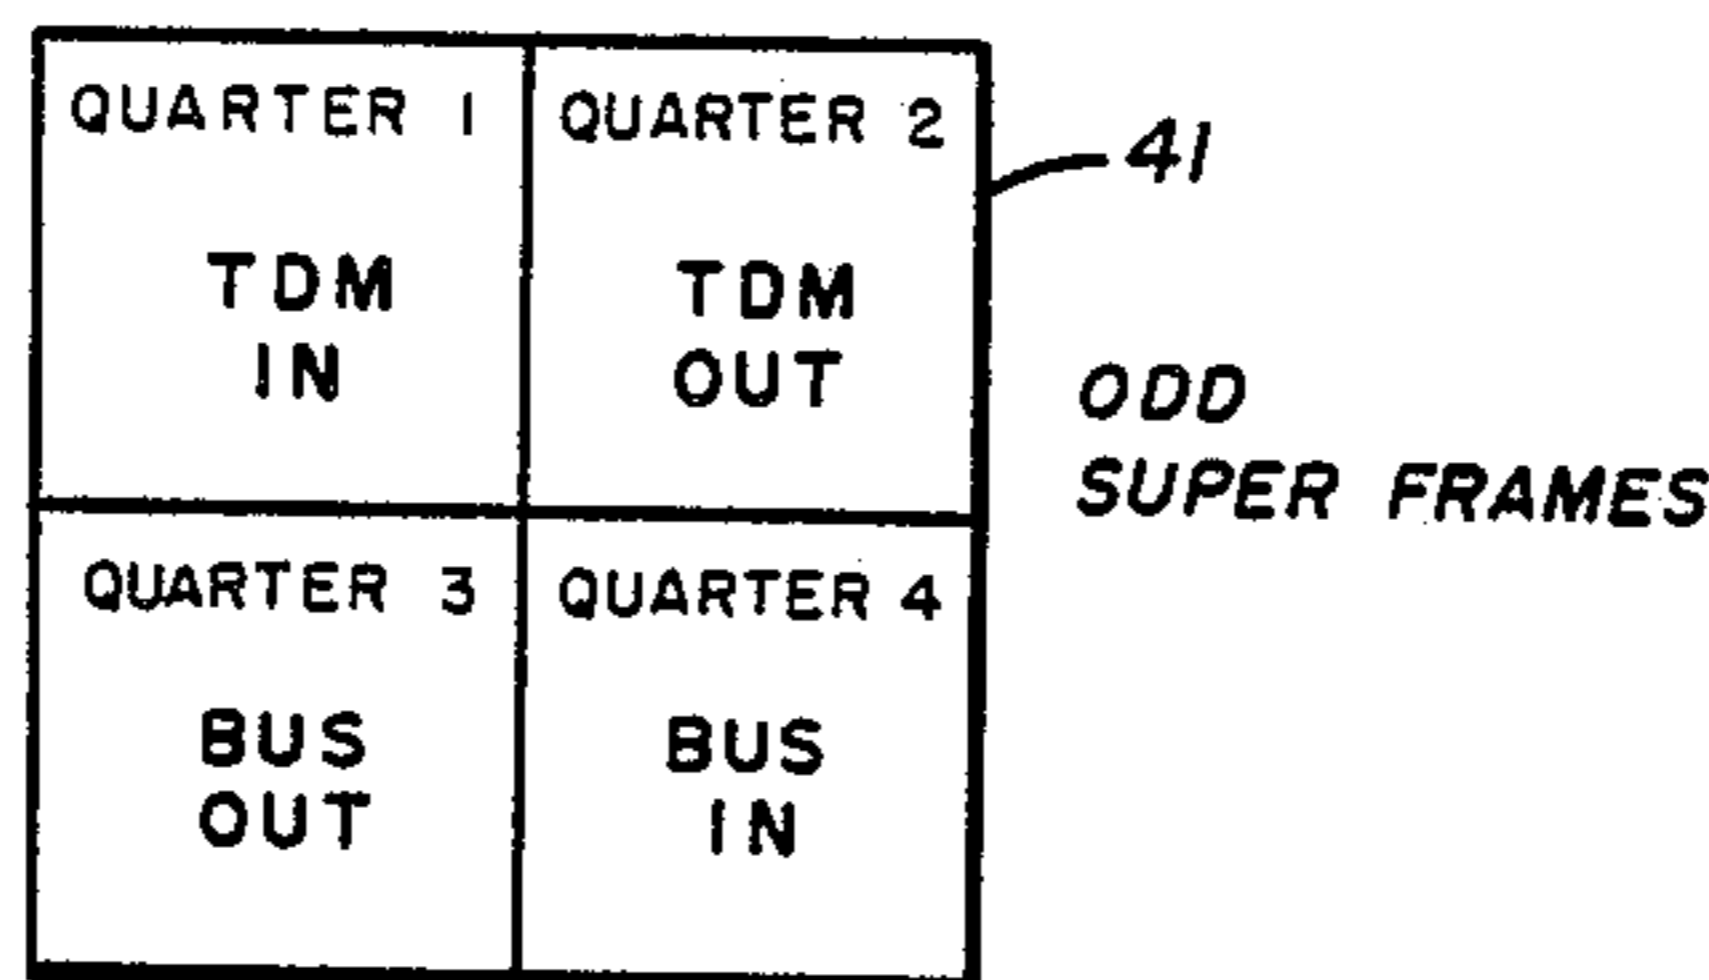 QUARTER 1
TDM
IN
QUARTER 2
TDM
OUT
41
ODD
SUPER FRAMES
QUARTER 3
BUS
OUT
QUARTER 4
BUS
IN